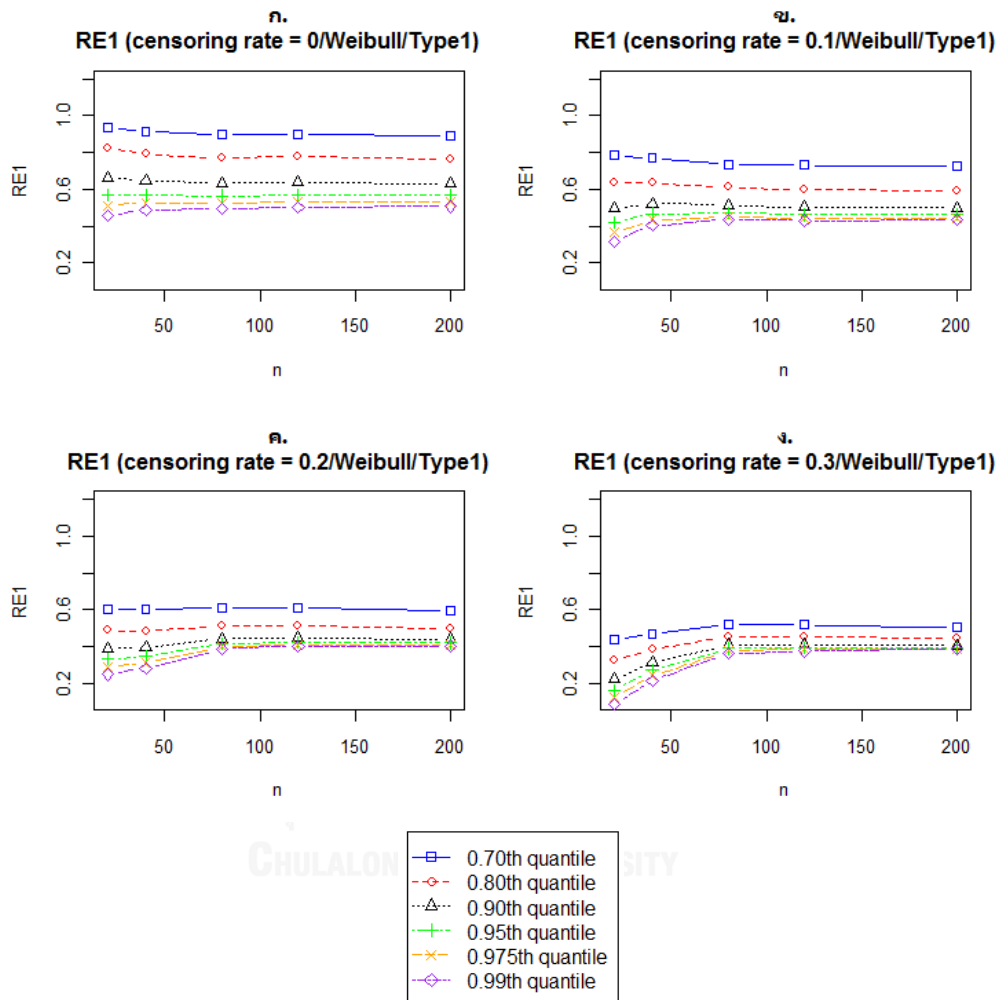 ก.
RE1 (censoring rate = 0/Weibull/Type1)
RE1
0.2 0.6 1.0
50 100 150 200
n
ข.
RE1 (censoring rate = 0.1/Weibull/Type1)
RE1
0.2 0.6 1.0
50 100 150 200
n
ค.
RE1 (censoring rate = 0.2/Weibull/Type1)
RE1
0.2 0.6 1.0
50 100 150 200
n
ง.
RE1 (censoring rate = 0.3/Weibull/Type1)
RE1
0.2 0.6 1.0
50 100 150 200
n
CHULALON SITY
0.70th quantile
0.80th quantile
0.90th quantile
0.95th quantile
0.975th quantile
0.99th quantile